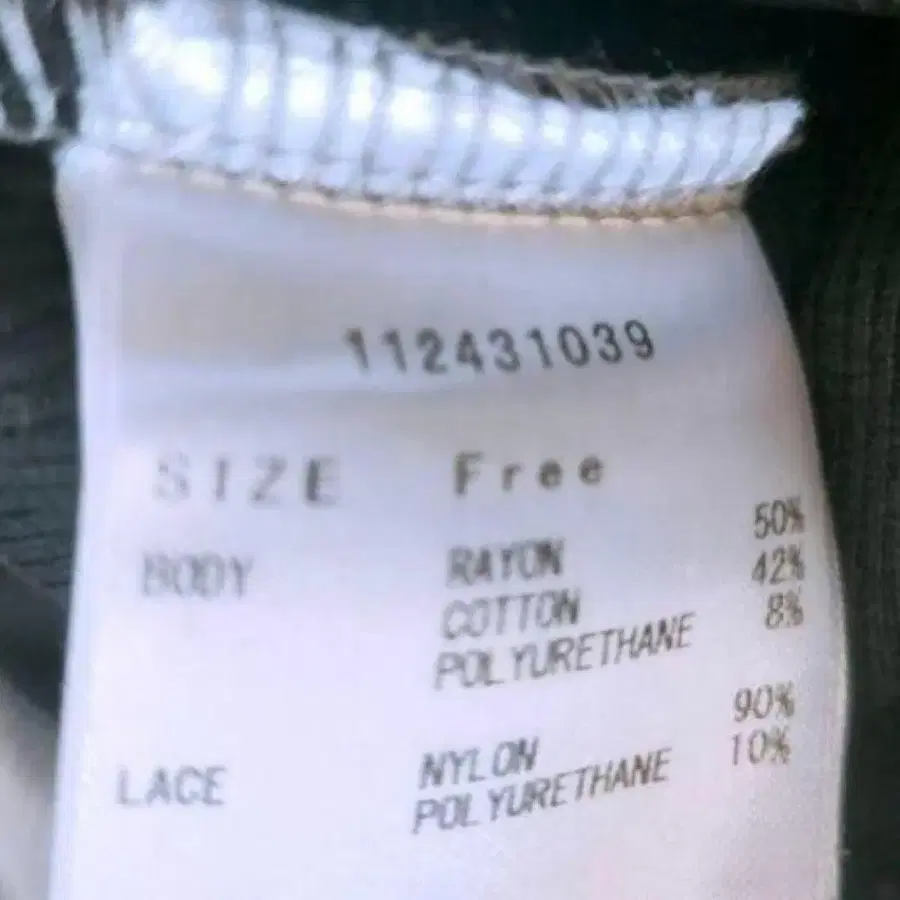 112431039
SIZE Free
BODY RAYON 50%
COTTON 42%
POLYURETHANE 8%
LACE NYLON 90%
POLYURETHANE 10%